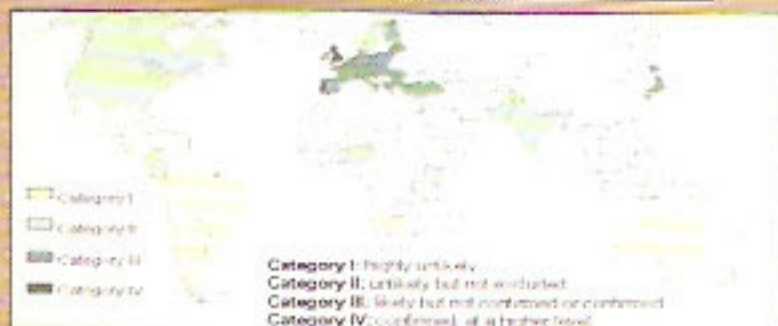 Category I
Category II
Category III
Category IV
Category I: highly unlikely
Category II: unlikely but not excluded
Category III: likely but not confirmed or confirmed
Category IV: confirmed, at a higher level